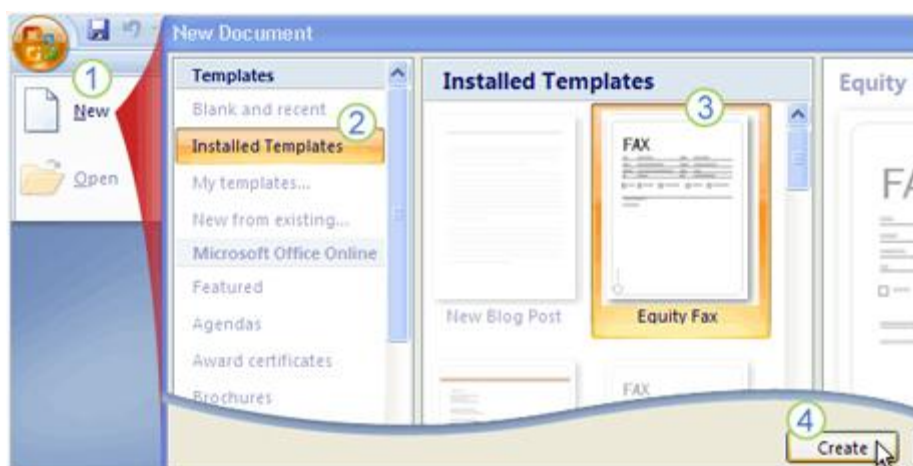 New Document
1
New
Open
Templates
Blank and recent
2
Installed Templates
My templates...
New from existing...
Microsoft Office Online
Featured
Agendas
Award certificates
Brochures
Installed Templates
New Blog Post
3
FAX
Equity Fax
FAX
Equity
FA
4
Create